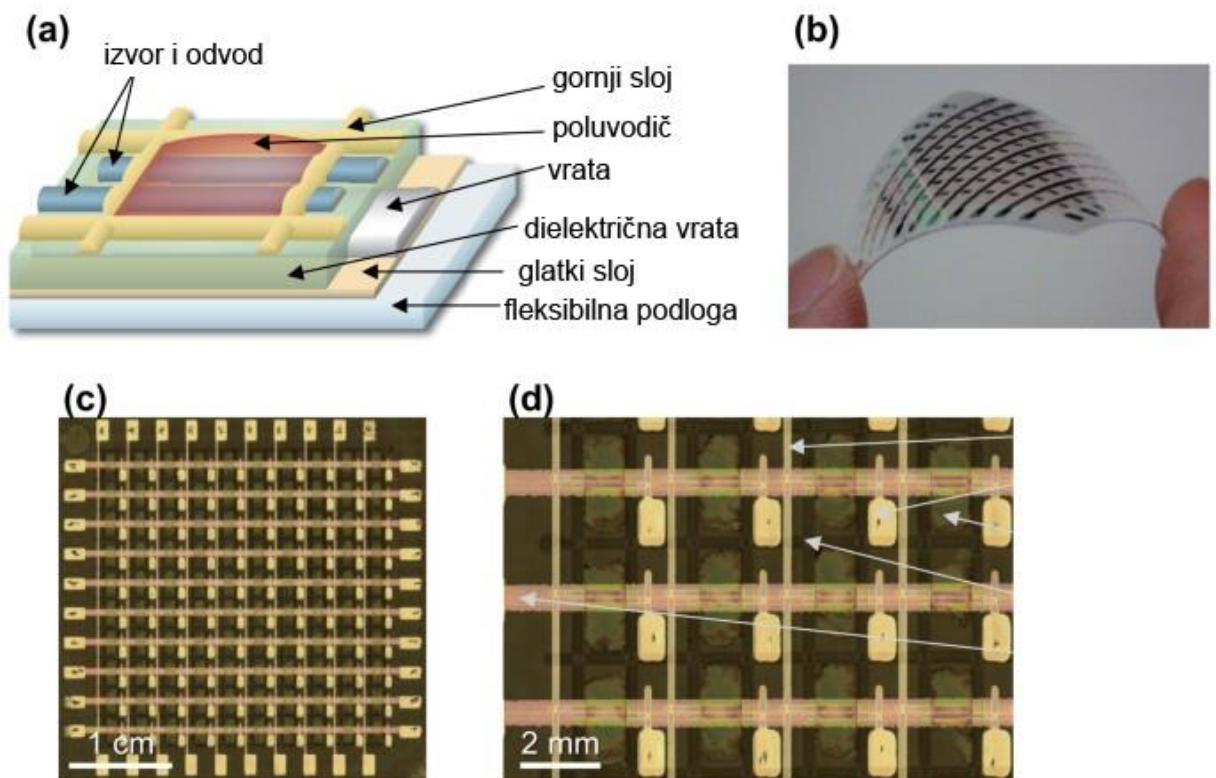 (a)
izvor i odvod
gornji sloj
poluvodič
vrata
dielektrična vrata
glatki sloj
fleksibilna podloga
(b)
(c)
1 cm
(d)
2 mm